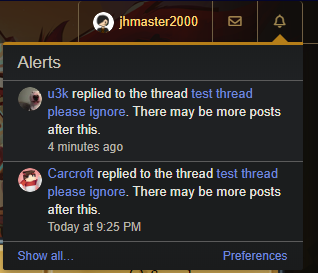 jhmaster2000
Alerts
u3k replied to the thread test thread
please ignore. There may be more posts
after this.
4 minutes ago
Carcroft replied to the thread test thread
please ignore. There may be more posts
after this.
Today at 9:25 PM
Show all...
Preferences